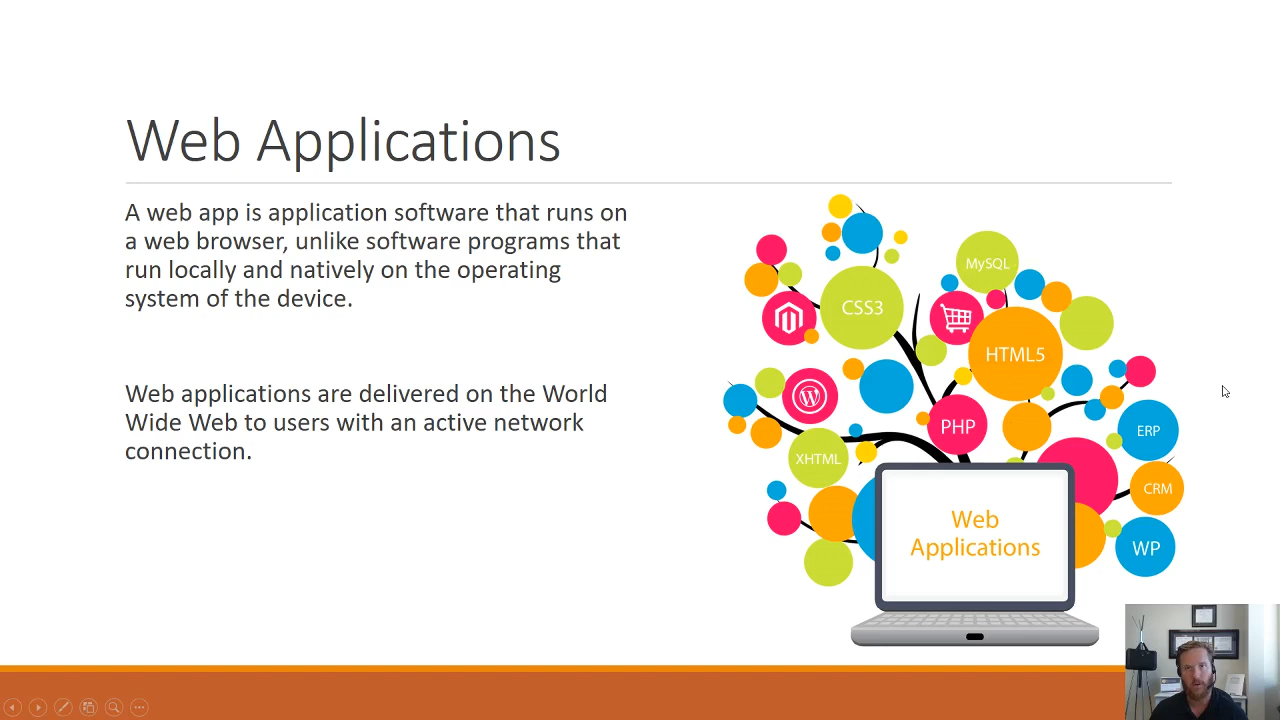 Web Applications
A web app is application software that runs on
a web browser, unlike software programs that
run locally and natively on the operating
system of the device.
Web applications are delivered on the World
Wide Web to users with an active network
connection.
MySQL
CSS3
HTML5
PHP
ERP
XHTML
CRM
WP
Web
Applications